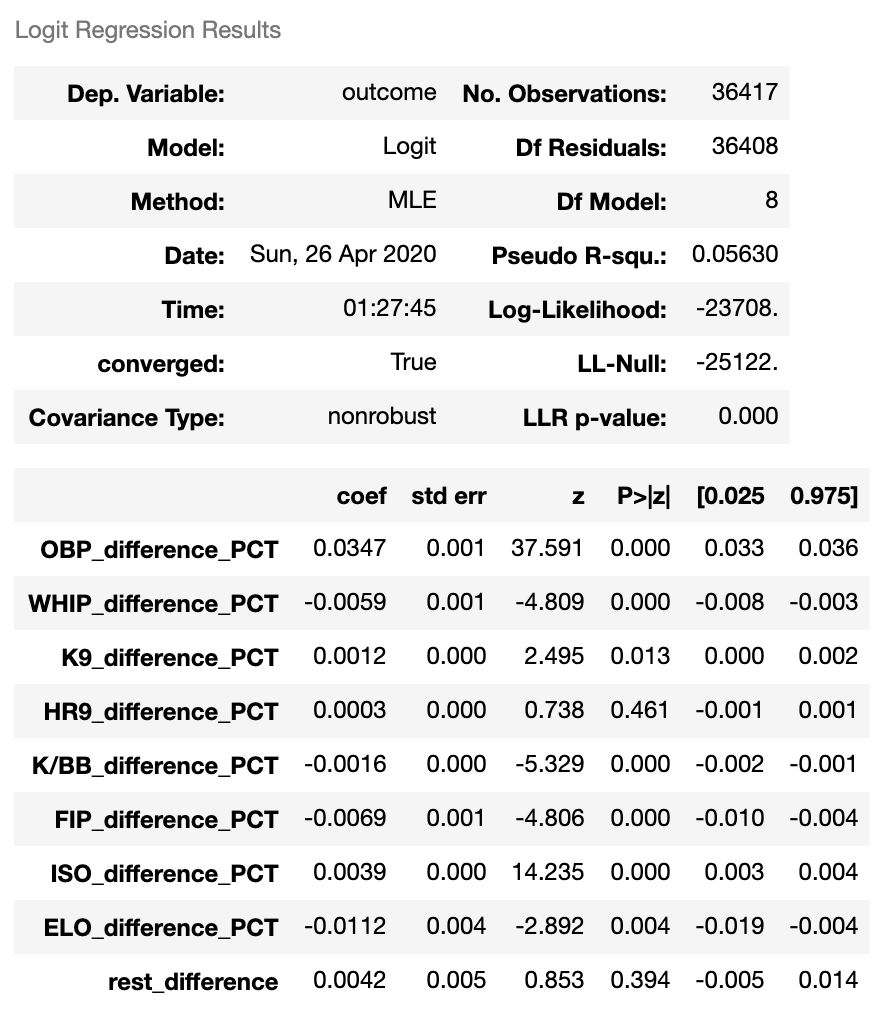 Logit Regression Results
Dep. Variable: outcome No. Observations: 36417
Model: Logit Df Residuals: 36408
Method: MLE Df Model: 8
Date: Sun, 26 Apr 2020 Pseudo R-squ.: 0.05630
Time: 01:27:45 Log-Likelihood: -23708.
converged: True LL-Null: -25122.
Covariance Type: nonrobust LLR p-value: 0.000
coef std err z P>|z| [0.025 0.975]
OBP_difference_PCT 0.0347 0.001 37.591 0.000 0.033 0.036
WHIP_difference_PCT -0.0059 0.001 -4.809 0.000 -0.008 -0.003
K9_difference_PCT 0.0012 0.000 2.495 0.013 0.000 0.002
HR9_difference_PCT 0.0003 0.000 0.738 0.461 -0.001 0.001
K/BB_difference_PCT -0.0016 0.000 -5.329 0.000 -0.002 -0.001
FIP_difference_PCT -0.0069 0.001 -4.806 0.000 -0.010 -0.004
ISO_difference_PCT 0.0039 0.000 14.235 0.000 0.003 0.004
ELO_difference_PCT -0.0112 0.004 -2.892 0.004 -0.019 -0.004
rest_difference 0.0042 0.005 0.853 0.394 -0.005 0.014